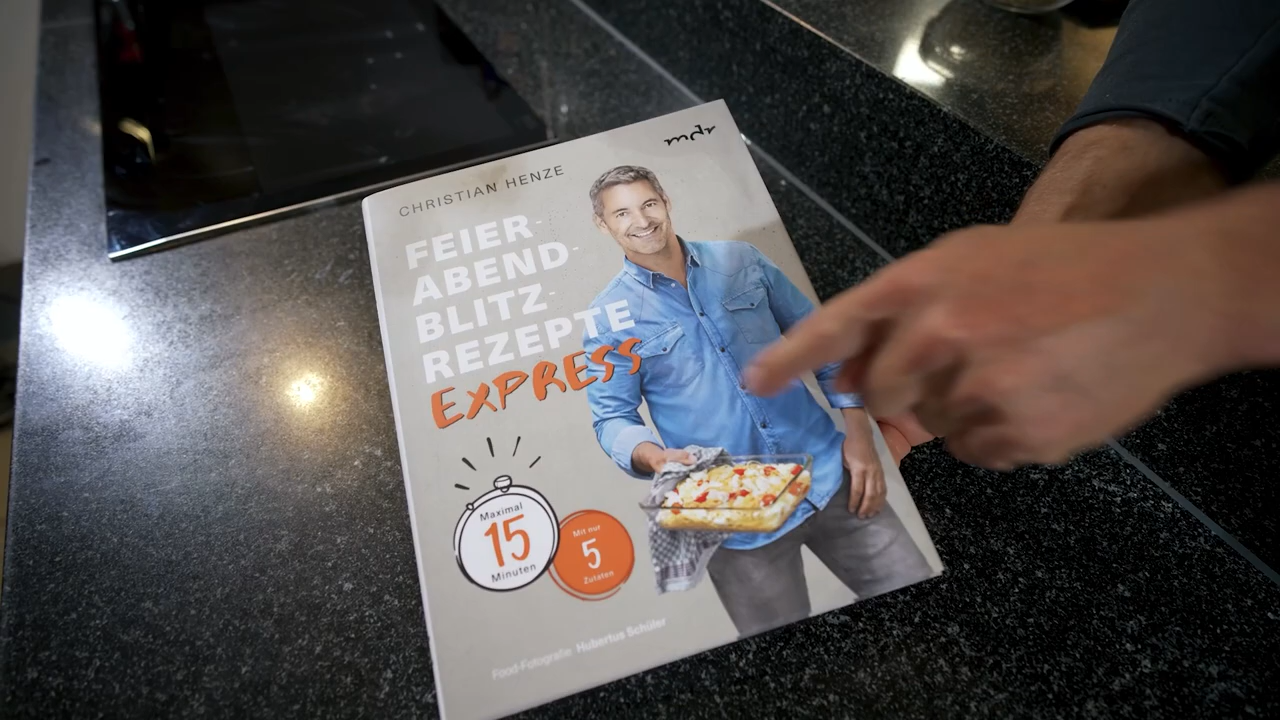 mdr
CHRISTIAN HENZE
FEIER-
ABEND-
BLITZ-
REZEPTE
EXPRESS
Maximal
15
Minuten
Mit nur
5
Zutaten
Food-Fotografie Hubertus Schüler